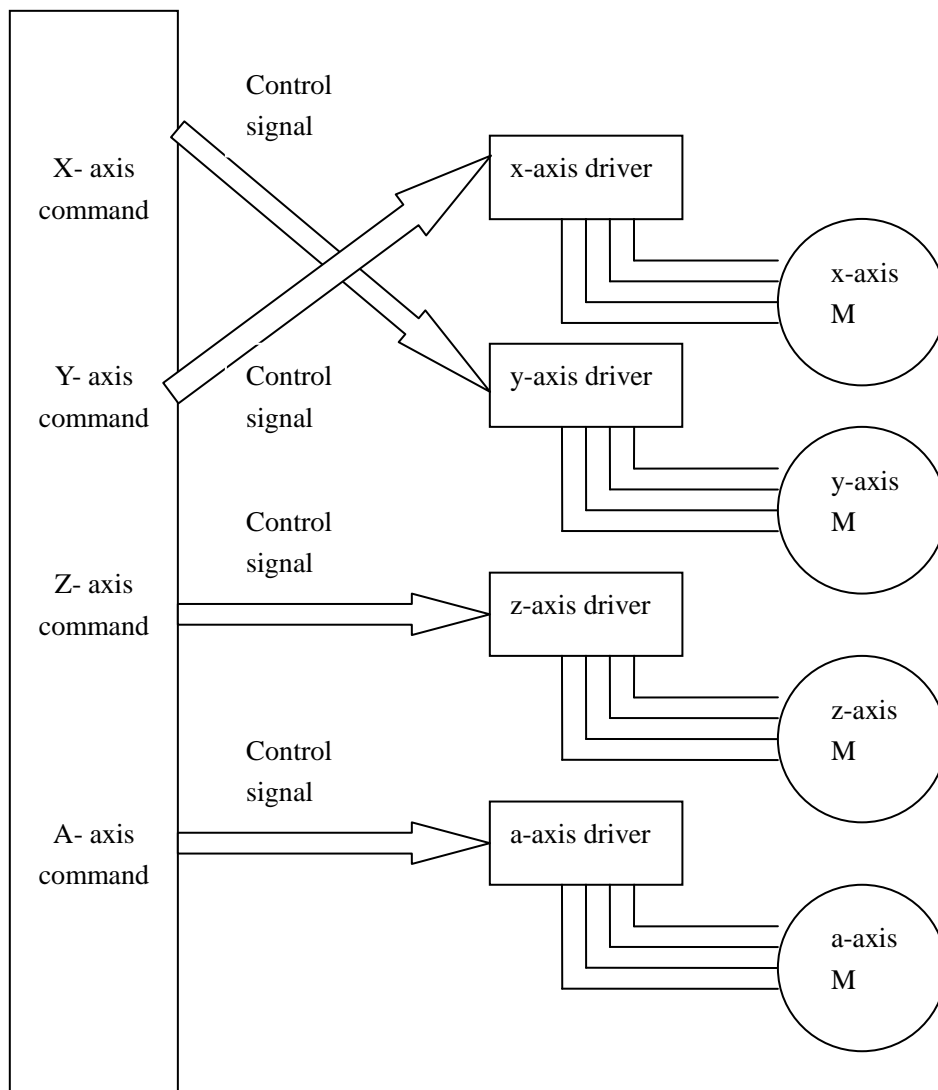 Control
signal
X- axis
command
x-axis driver
x-axis
M
Y- axis
command
Control
signal
y-axis driver
y-axis
M
Control
signal
Z- axis
command
z-axis driver
z-axis
M
Control
signal
A- axis
command
a-axis driver
a-axis
M